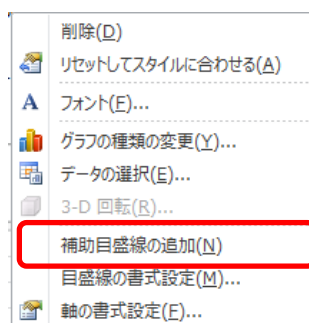 削除(D)
リセットしてスタイルに合わせる(A)
A フォント(F)...
グラフの種類の変更(Y)...
データの選択(E)...
3-D 回転(R)...
補助目盛線の追加(N)
目盛線の書式設定(M)...
軸の書式設定(F)...